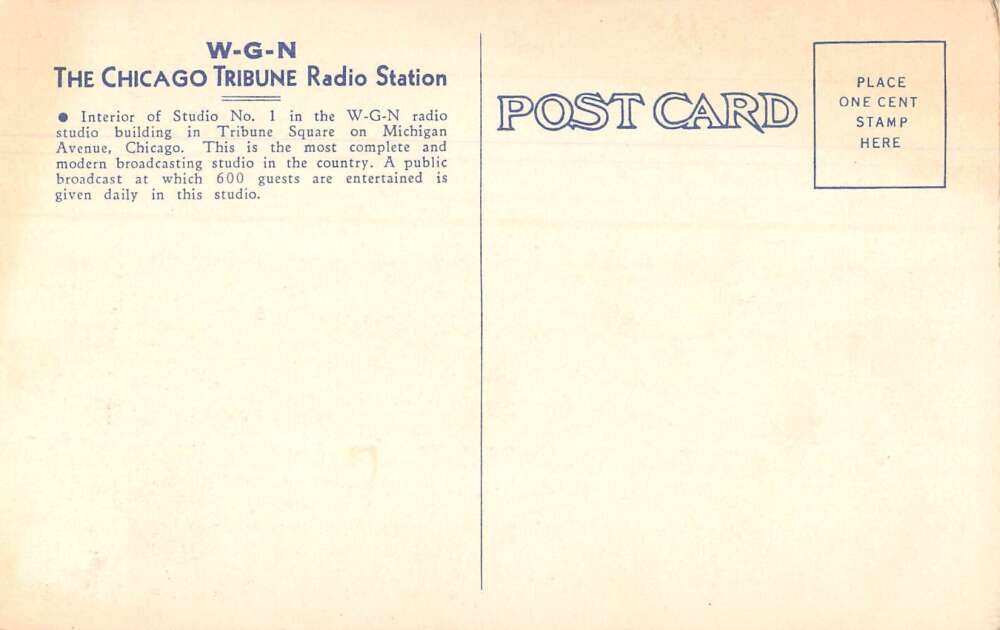 W-G-N
THE CHICAGO TRIBUNE Radio Station
● Interior of Studio No. 1 in the W-G-N radio
studio building in Tribune Square on Michigan
Avenue, Chicago. This is the most complete and
modern broadcasting studio in the country. A public
broadcast at which 600 guests are entertained is
given daily in this studio.
POST CARD
PLACE
ONE CENT
STAMP
HERE